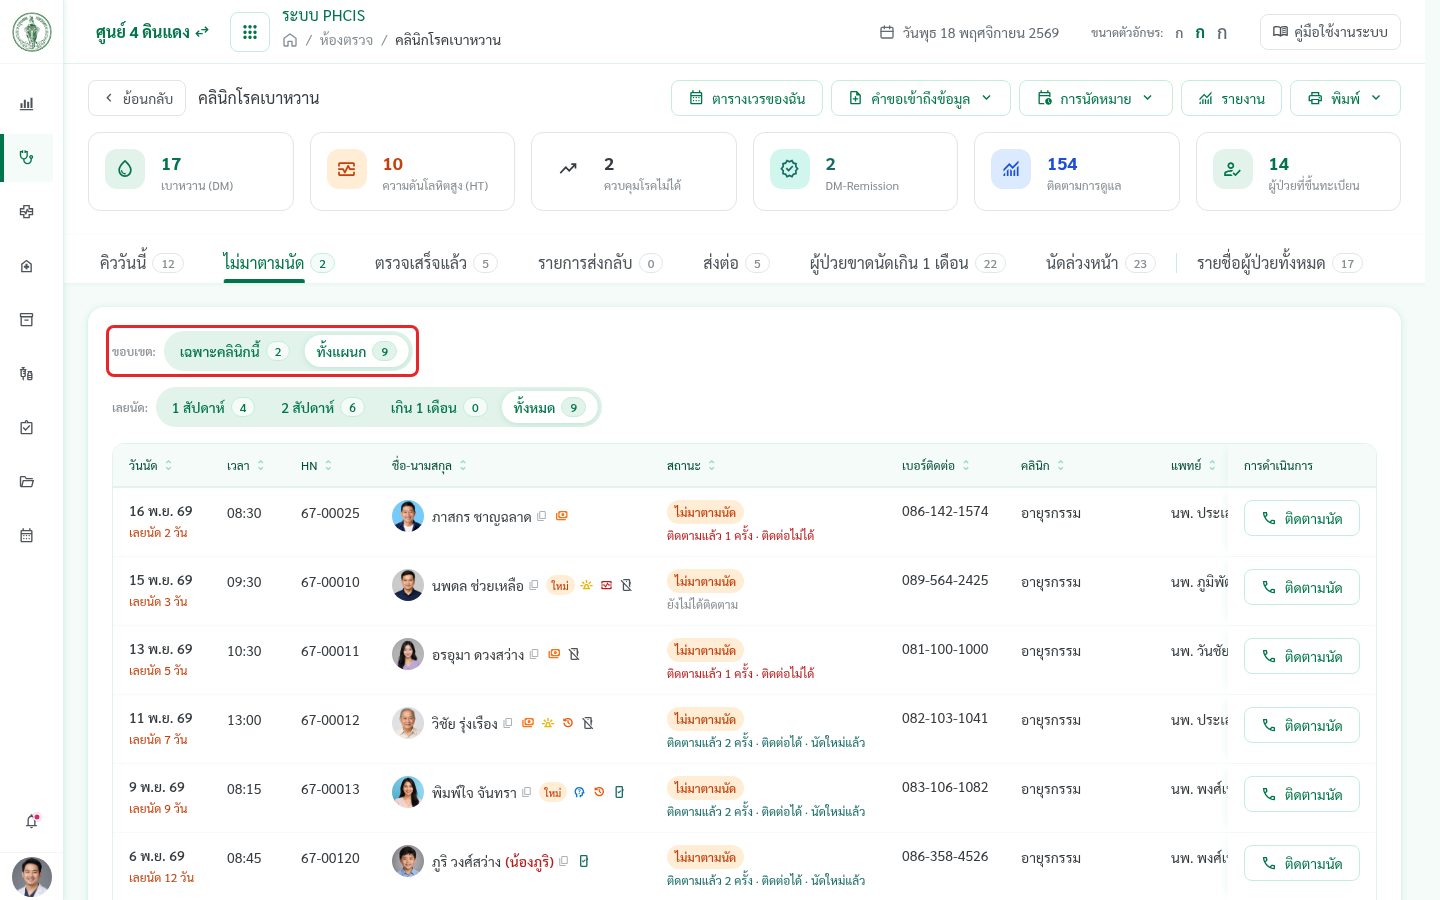 ศูนย์ 4 ดินแดง
ระบบ PHCIS
/ ห้องตรวจ / คลินิกโรคเบาหวาน
วันพุธ 18 พฤศจิกายน 2569
ขนาดตัวอักษร: ก ก ก
คู่มือใช้งานระบบ
ย้อนกลับ
คลินิกโรคเบาหวาน
ตารางเวรของฉัน
คำขอเข้าถึงข้อมูล
การนัดหมาย
รายงาน
พิมพ์
17
เบาหวาน (DM)
10
ความดันโลหิตสูง (HT)
2
ควบคุมโรคไม่ได้
2
DM-Remission
154
ติดตามการดูแล
14
ผู้ป่วยที่ขึ้นทะเบียน
คิววันนี้ 12
ไม่มาตามนัด 2
ตรวจเสร็จแล้ว 5
รายการส่งกลับ 0
ส่งต่อ 5
ผู้ป่วยขาดนัดเกิน 1 เดือน 22
นัดล่วงหน้า 23
รายชื่อผู้ป่วยทั้งหมด 17
ขอบเขต: เฉพาะคลินิกนี้ 2 ทั้งแผนก 9
เลยนัด: 1 สัปดาห์ 4 2 สัปดาห์ 6 เกิน 1 เดือน 0 ทั้งหมด 9
วันนัด เวลา HN ชื่อ-นามสกุล สถานะ เบอร์ติดต่อ คลินิก แพทย์ การดำเนินการ
16 พ.ย. 69 08:30 67-00025 ภาสกร ชาญฉลาด ไม่มาตามนัด 086-142-1574 อายุรกรรม นพ. ประเ ติดตามนัด
เลยนัด 2 วัน ติดตามแล้ว 1 ครั้ง · ติดต่อไม่ได้
15 พ.ย. 69 09:30 67-00010 นพดล ช่วยเหลือ ใหม่ ไม่มาตามนัด 089-564-2425 อายุรกรรม นพ. ภูมิพั ติดตามนัด
เลยนัด 3 วัน ยังไม่ได้ติดตาม
13 พ.ย. 69 10:30 67-00011 อรอุมา ดวงสว่าง ไม่มาตามนัด 081-100-1000 อายุรกรรม นพ. วันชัย ติดตามนัด
เลยนัด 5 วัน ติดตามแล้ว 1 ครั้ง · ติดต่อไม่ได้
11 พ.ย. 69 13:00 67-00012 วิชัย รุ่งเรือง ไม่มาตามนัด 082-103-1041 อายุรกรรม นพ. ประเ ติดตามนัด
เลยนัด 7 วัน ติดตามแล้ว 2 ครั้ง · ติดต่อได้ · นัดใหม่แล้ว
9 พ.ย. 69 08:15 67-00013 พิมพ์ใจ จันทรา ใหม่ ไม่มาตามนัด 083-106-1082 อายุรกรรม นพ. พงศ์ ติดตามนัด
เลยนัด 9 วัน ติดตามแล้ว 2 ครั้ง · ติดต่อได้ · นัดใหม่แล้ว
6 พ.ย. 69 08:45 67-00120 ภูริ วงศ์สว่าง (น้องภูริ) ไม่มาตามนัด 086-358-4526 อายุรกรรม นพ. พงศ์ ติดตามนัด
เลยนัด 12 วัน ติดตามแล้ว 2 ครั้ง · ติดต่อได้ · นัดใหม่แล้ว